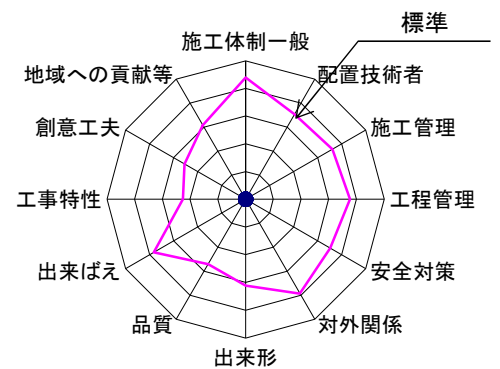 標準
施工体制一般
配置技術者
地域への貢献等
創意工夫
施工管理
工事特性
工程管理
出来ばえ
安全対策
品質
対外関係
出来形